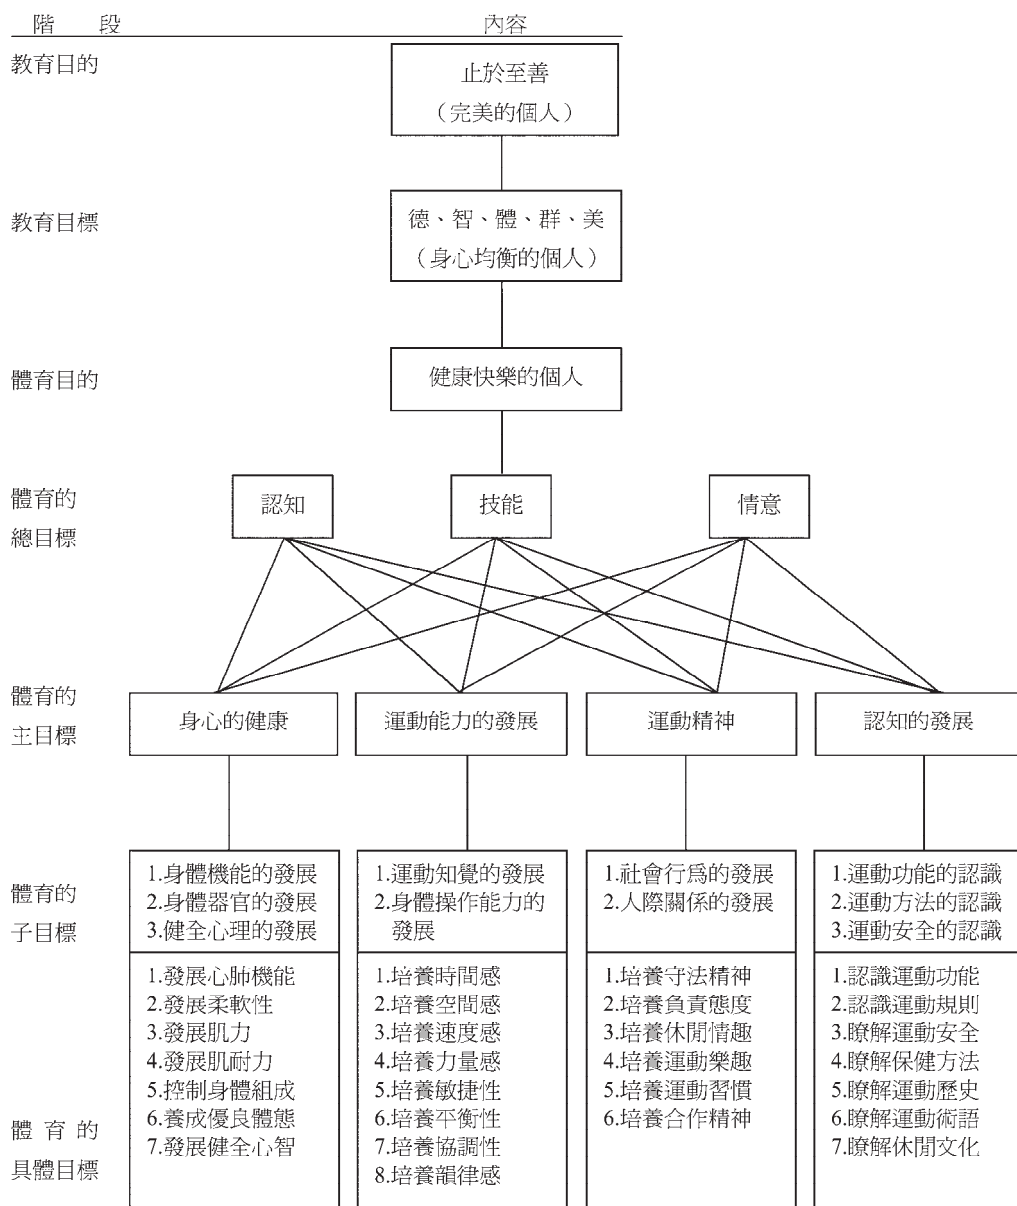 階 段 內容
教育目的
止於至善
（完美的個人）
教育目標
德、智、體、群、美
（身心均衡的個人）
體育目的
健康快樂的個人
體育的
總目標
認知
技能
情意
體育的
主目標
身心的健康
運動能力的發展
運動精神
認知的發展
體育的
子目標
1.身體機能的發展
2.身體器官的發展
3.健全心理的發展
1.運動知覺的發展
2.身體操作能力的
發展
1.社會行爲的發展
2.人際關係的發展
1.運動功能的認識
2.運動方法的認識
3.運動安全的認識
體育的
具體目標
1.發展心肺機能
2.發展柔軟性
3.發展肌力
4.發展肌耐力
5.控制身體組成
6.養成優良體態
7.發展健全心智
1.培養時間感
2.培養空間感
3.培養速度感
4.培養力量感
5.培養敏捷性
6.培養平衡性
7.培養協調性
8.培養韻律感
1.培養守法精神
2.培養負責態度
3.培養休閒情趣
4.培養運動樂趣
5.培養運動習慣
6.培養合作精神
1.認識運動功能
2.認識運動規則
3.瞭解運動安全
4.瞭解保健方法
5.瞭解運動歷史
6.瞭解運動術語
7.瞭解休閒文化